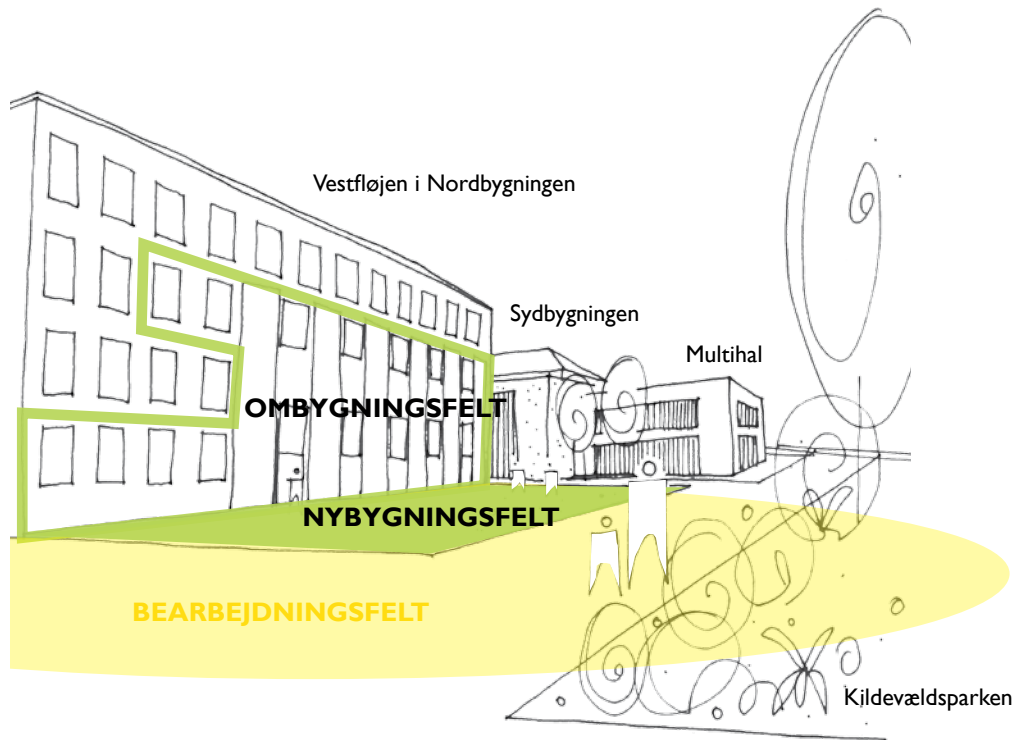 Vestfløjen i Nordbygningen
Sydbygningen
Multihal
OMBYGNINGSFELT
NYBYGNINGSFELT
BEARBEJDNINGSFELT
Kildevældsparken